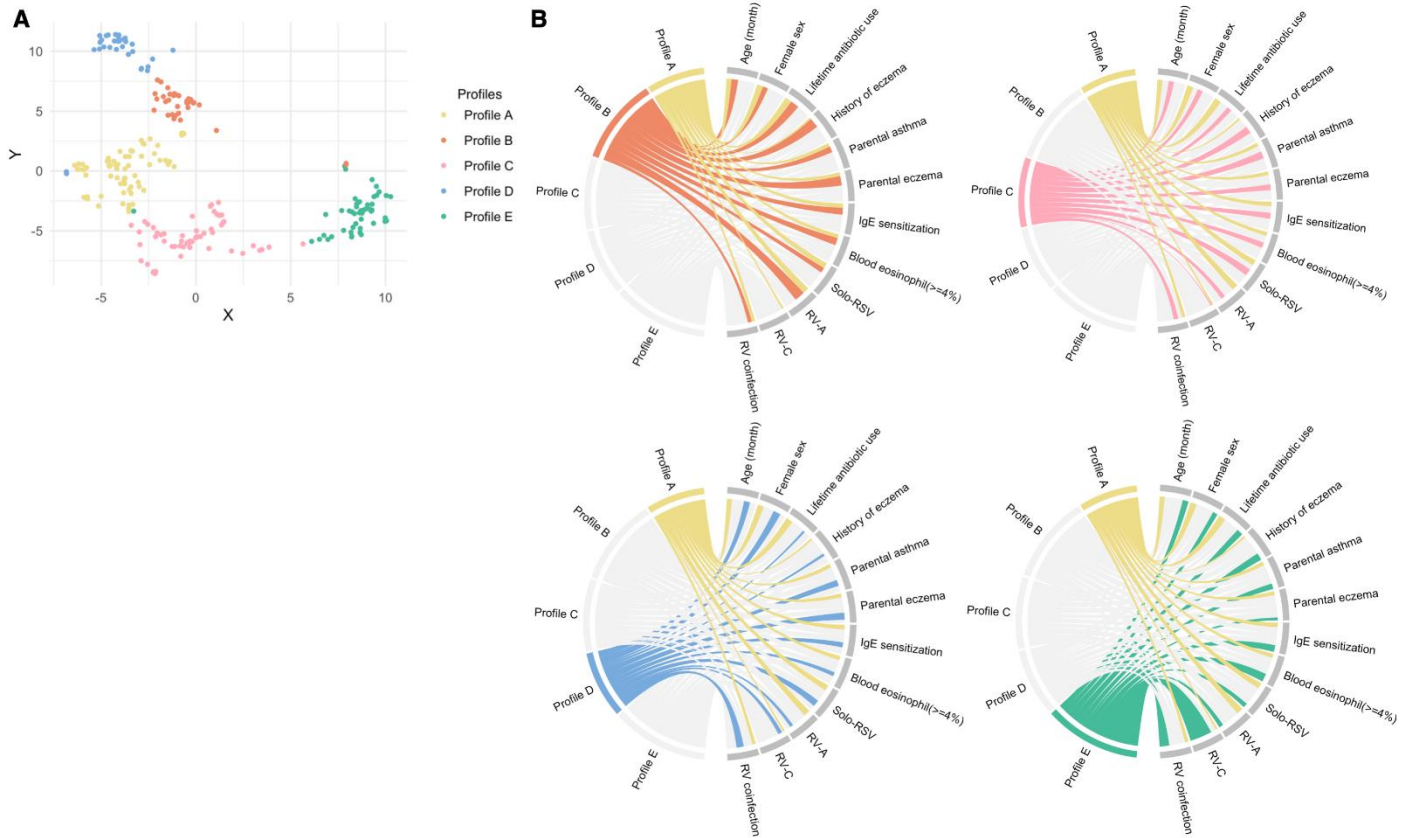 A
10
5
0
-5
Y
-5
0
5
10
X
Profiles
Profile A
Profile B
Profile C
Profile D
Profile E
B
Profile A
Profile B
Profile C
Profile D
Profile E
Age (month)
Female sex
Lifetime antibiotic use
History of eczema
Parental asthma
Parental eczema
IgE sensitization
Blood eosinophil(>=4%)
Solo-RSV
RV-A
RV-C
RV coinfection
Profile A
Profile B
Profile C
Profile D
Profile E
Age (month)
Female sex
Lifetime antibiotic use
History of eczema
Parental asthma
Parental eczema
IgE sensitization
Blood eosinophil(>=4%)
Solo-RSV
RV-A
RV-C
RV coinfection
Profile A
Profile B
Profile C
Profile D
Profile E
Age (month)
Female sex
Lifetime antibiotic use
History of eczema
Parental asthma
Parental eczema
IgE sensitization
Blood eosinophil(>=4%)
Solo-RSV
RV-A
RV-C
RV coinfection
Profile A
Profile B
Profile C
Profile D
Profile E
Age (month)
Female sex
Lifetime antibiotic use
History of eczema
Parental asthma
Parental eczema
IgE sensitization
Blood eosinophil(>=4%)
Solo-RSV
RV-A
RV-C
RV coinfection